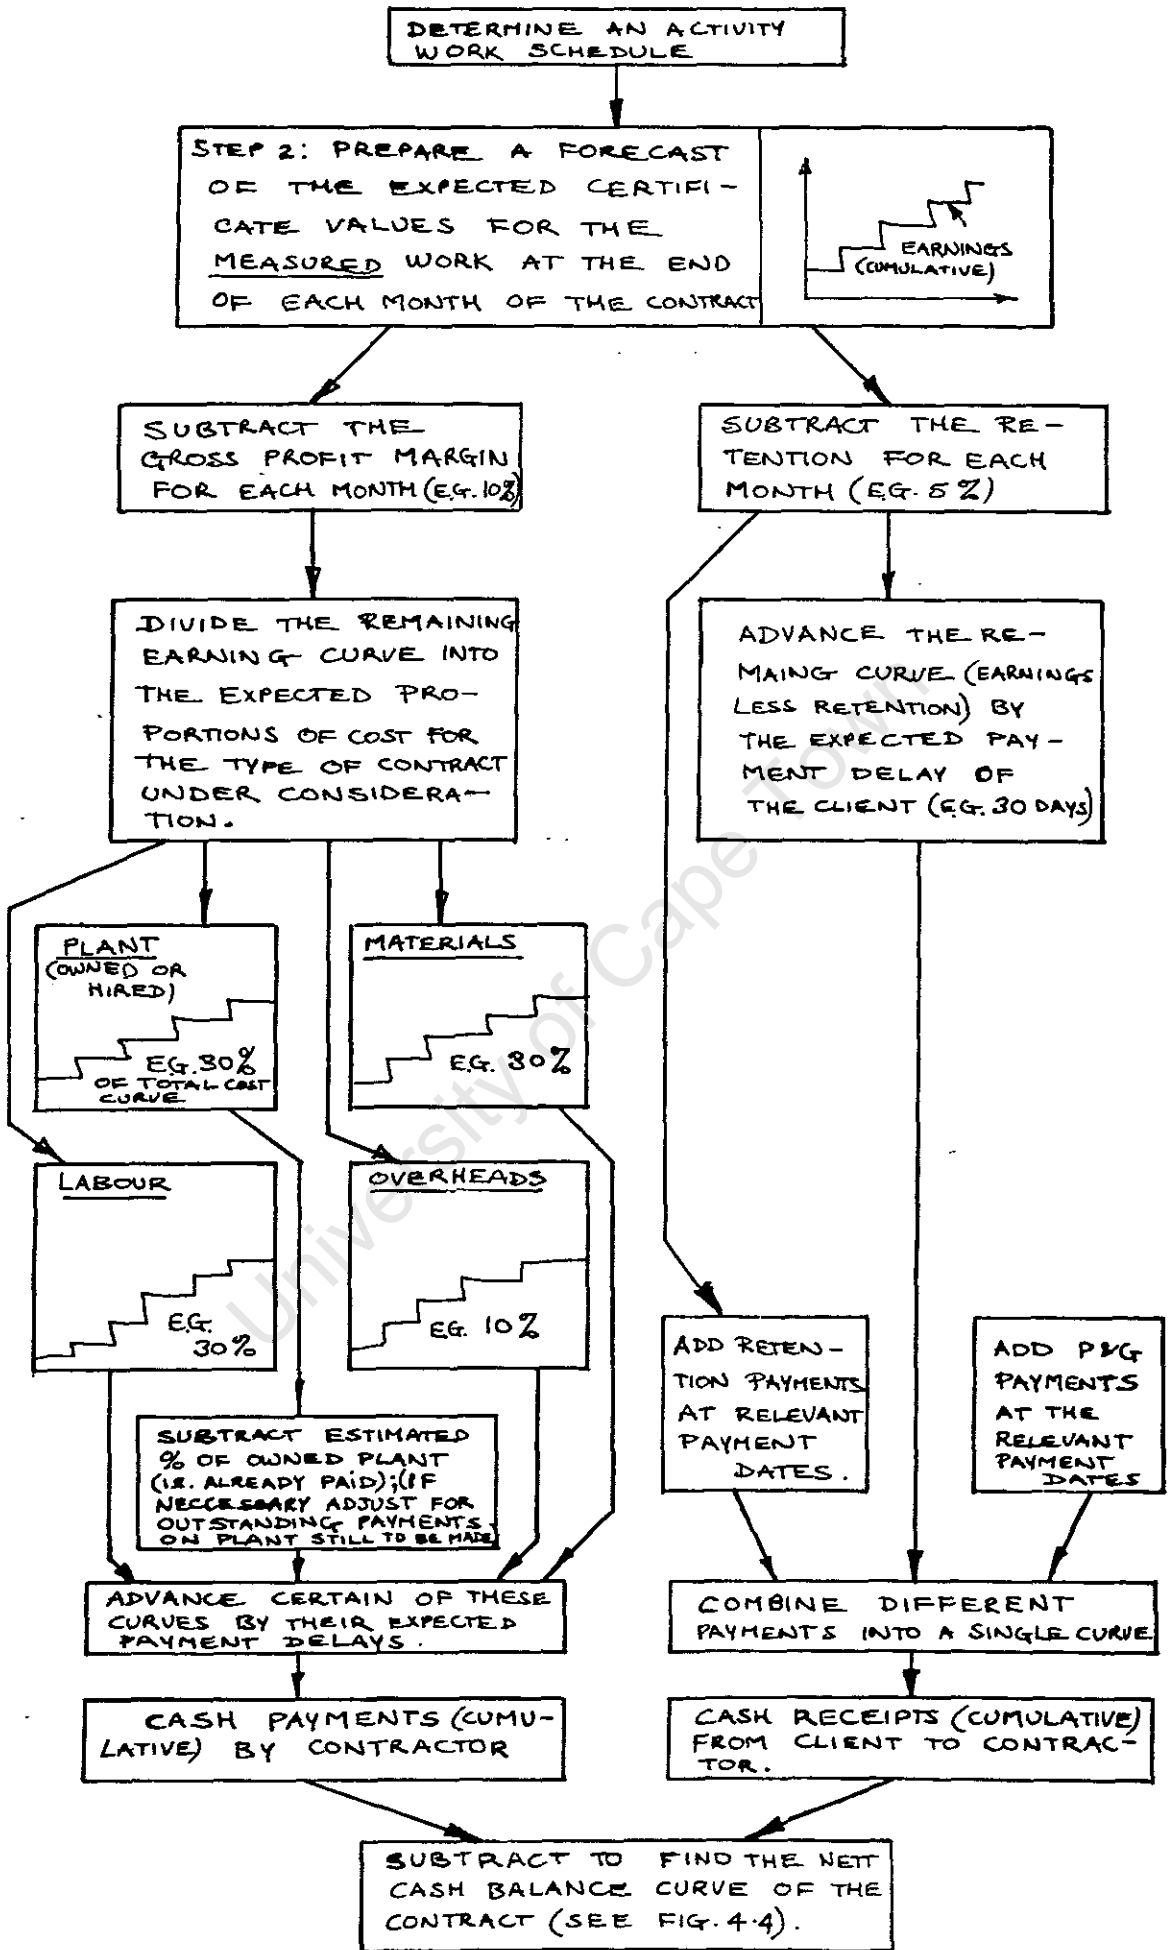 DETERMINE AN ACTIVITY
WORK SCHEDULE
STEP 2: PREPARE A FORECAST
OF THE EXPECTED CERTIFI-
CATE VALUES FOR THE
MEASURED WORK AT THE END
OF EACH MONTH OF THE CONTRACT
EARNINGS
(CUMULATIVE)
SUBTRACT THE
GROSS PROFIT MARGIN
FOR EACH MONTH (E.G. 10%)
SUBTRACT THE RE-
TENTION FOR EACH
MONTH (E.G. 5%)
DIVIDE THE REMAINING
EARNING CURVE INTO
THE EXPECTED PRO-
PORTIONS OF COST FOR
THE TYPE OF CONTRACT
UNDER CONSIDERA-
TION.
ADVANCE THE RE-
MAING CURVE (EARNINGS
LESS RETENTION) BY
THE EXPECTED PAY-
MENT DELAY OF
THE CLIENT (E.G. 30 DAYS)
PLANT
(OWNED OR
HIRED)
E.G. 30%
OF TOTAL COST
CURVE
MATERIALS
E.G. 30%
LABOUR
E.G.
30%
OVERHEADS
E.G. 10%
SUBTRACT ESTIMATED
% OF OWNED PLANT
(I.E. ALREADY PAID); (IF
NECCESSARY ADJUST FOR
OUTSTANDING PAYMENTS
ON PLANT STILL TO BE MADE
ADD RETEN-
TION PAYMENTS
AT RELEVANT
PAYMENT
DATES.
ADD P&G
PAYMENTS
AT THE
RELEVANT
PAYMENT
DATES
ADVANCE CERTAIN OF THESE
CURVES BY THEIR EXPECTED
PAYMENT DELAYS.
COMBINE DIFFERENT
PAYMENTS INTO A SINGLE CURVE
CASH PAYMENTS (CUMU-
LATIVE) BY CONTRACTOR
CASH RECEIPTS (CUMULATIVE)
FROM CLIENT TO CONTRAC-
TOR.
SUBTRACT TO FIND THE NETT
CASH BALANCE CURVE OF THE
CONTRACT (SEE FIG. 4.4).
University of Cape Town